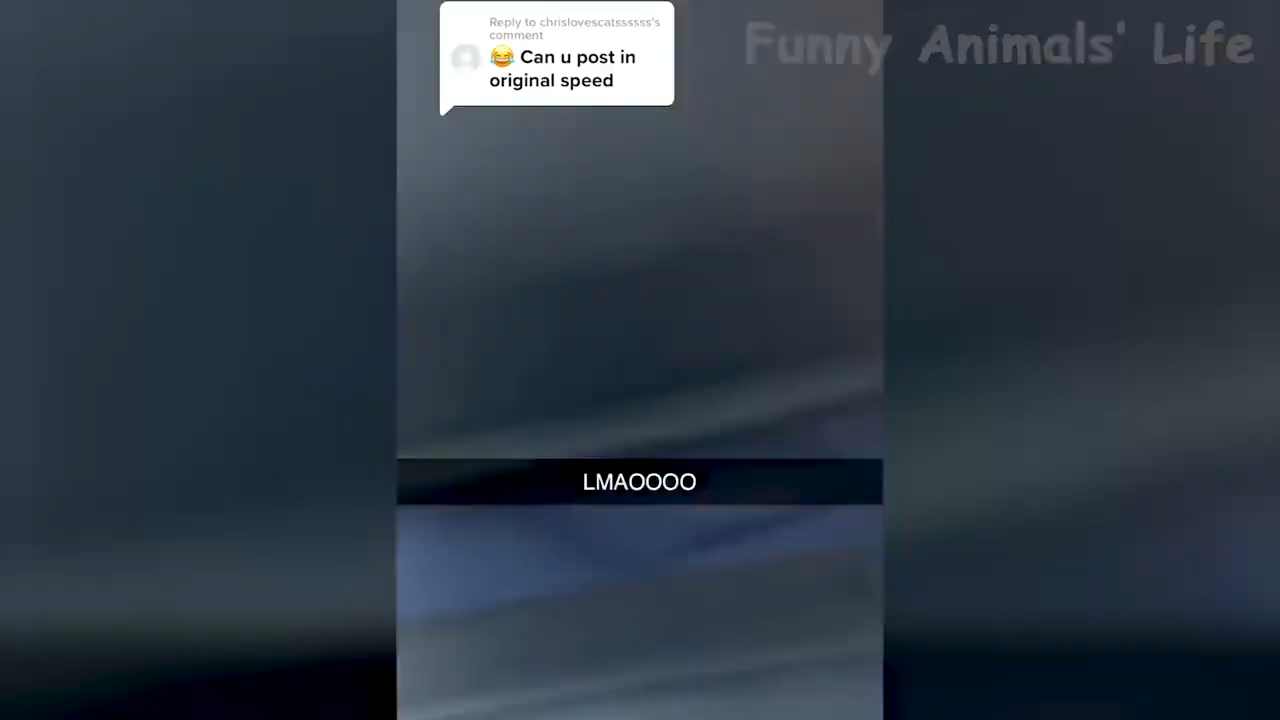 Reply to chrislovescatssssss's
comment
😂 Can u post in
original speed
Funny Animals' Life
LMAOOOO